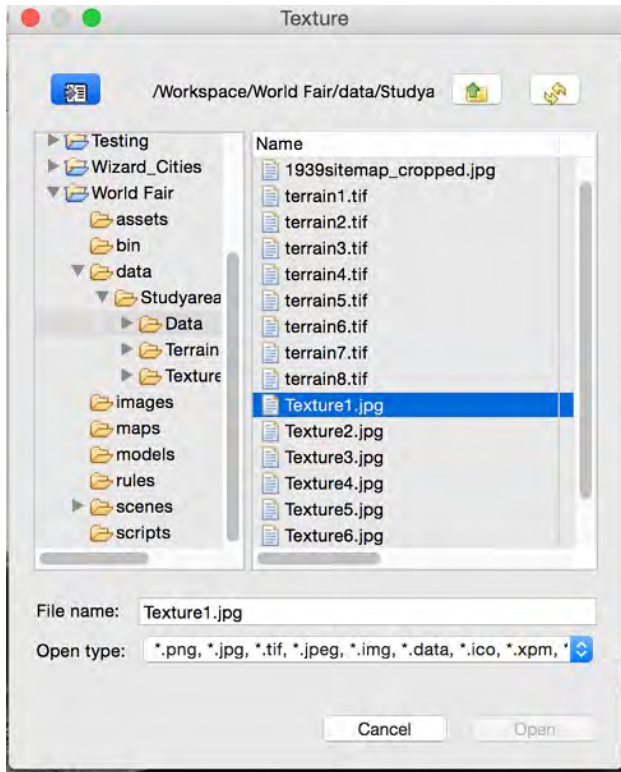 Texture
/Workspace/World Fair/data/Studya
Testing
Wizard_Cities
World Fair
assets
bin
data
Studyarea
Data
Terrain
Texture
images
maps
models
rules
scenes
scripts
Name
1939sitemap_cropped.jpg
terrain1.tif
terrain2.tif
terrain3.tif
terrain4.tif
terrain5.tif
terrain6.tif
terrain7.tif
terrain8.tif
Texture1.jpg
Texture2.jpg
Texture3.jpg
Texture4.jpg
Texture5.jpg
Texture6.jpg
File name: Texture1.jpg
Open type: *.png, *.jpg, *.tif, *.jpeg, *.img, *.data, *.ico, *.xpm, *
Cancel Open